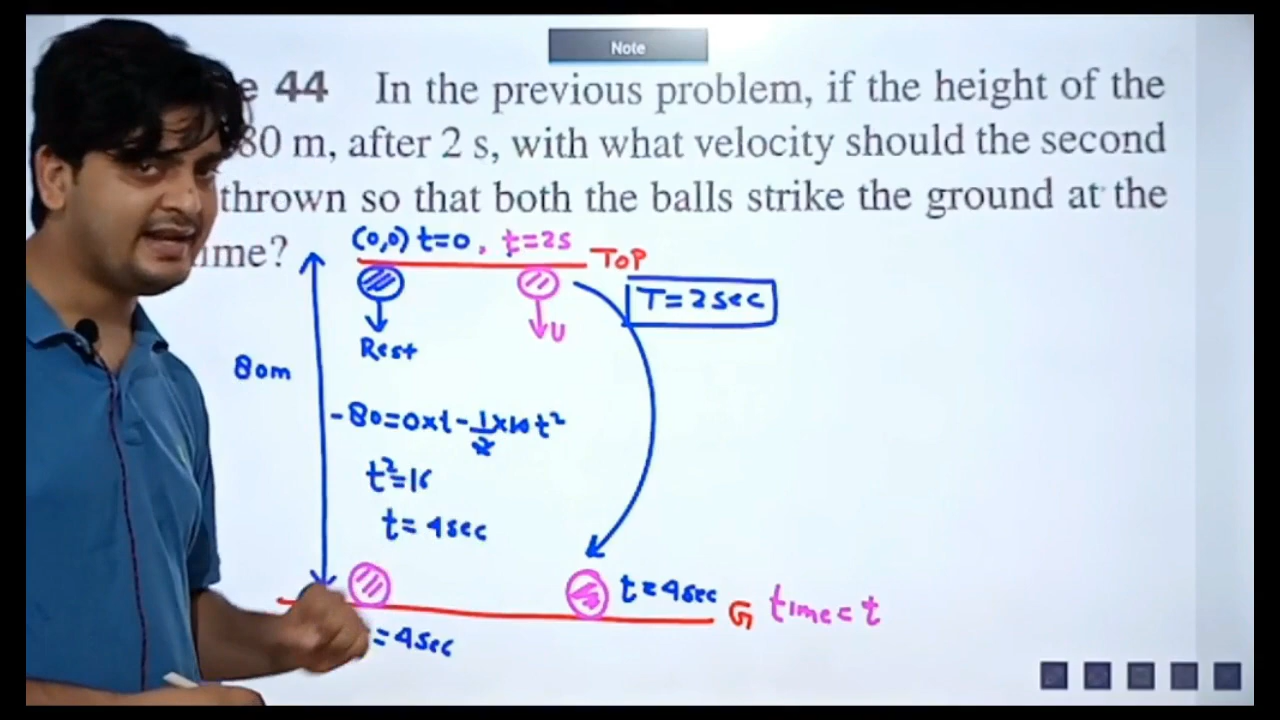 Note
e 44 In the previous problem, if the height of the
80 m, after 2 s, with what velocity should the second
thrown so that both the balls strike the ground at the
ime?
(0,0) t=0, t=2s
TOP
T=2sec
U
Rest
80m
-80=0×t-1/2×10t²
t²=16
t=4sec
t=4sec
G time=t
=4sec